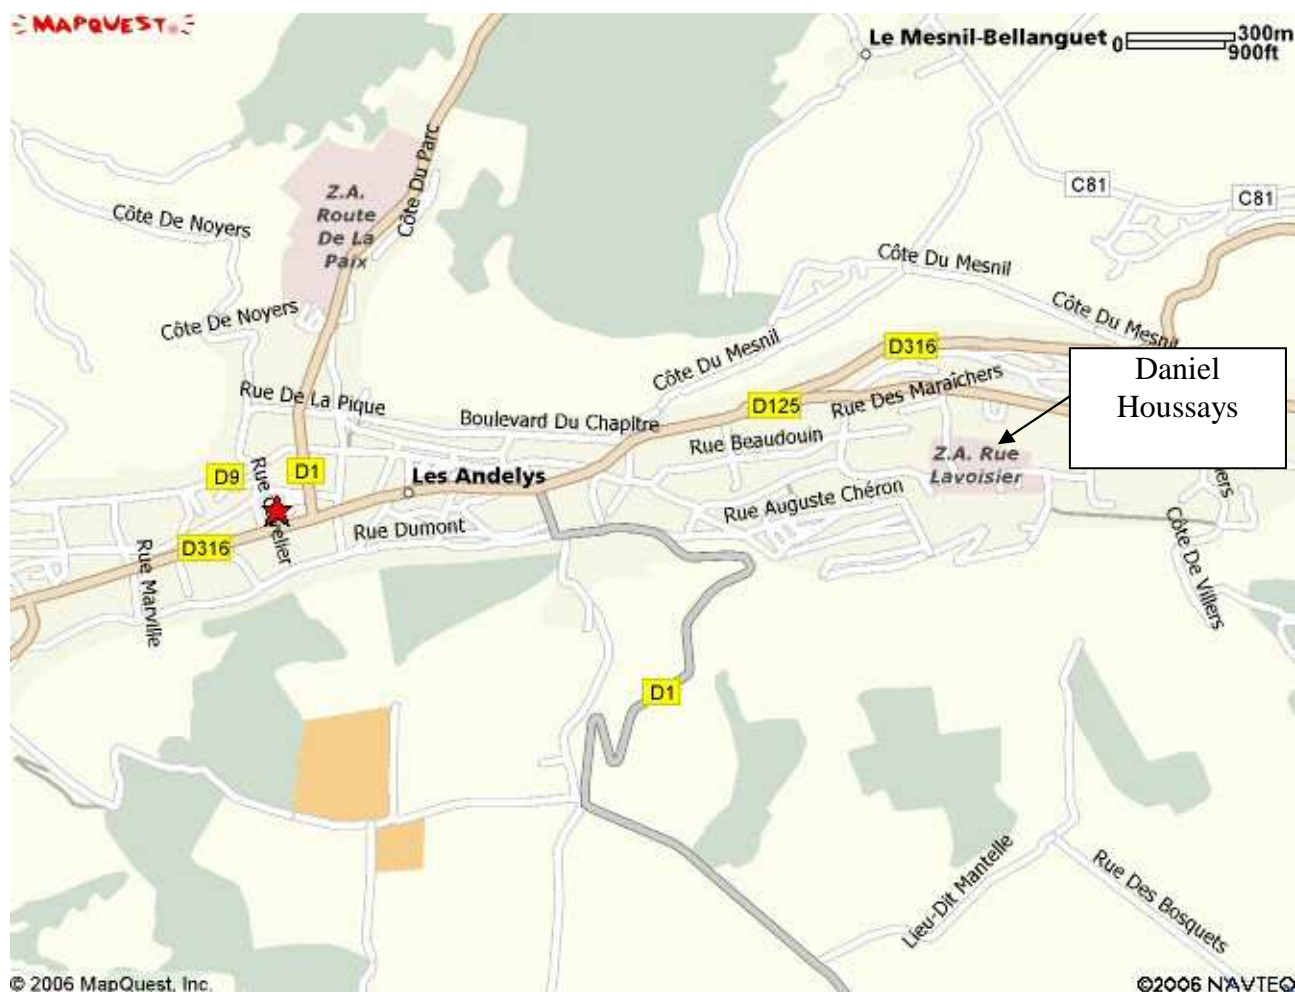 MAPQUEST
Le Mesnil-Bellanguet
0
300m
900ft
Côte Du Parc
Z.A.
Route
De La
Paix
C81
C81
Côte De Noyers
Côte Du Mesnil
Côte De Noyers
Côte Du Mesnil
Côte Du Mesnil
D316
Daniel
Houssays
Rue De La Pique
D125
Rue Des Maraîchers
Boulevard Du Chapitre
Rue Beaudouin
Z.A. Rue
Lavoisier
D9
D1
Les Andelys
Rue Auguste Chéron
Rue Dumont
D316
Rue Marville
Rue
Côte De Villers
D1
Lieu-Dit Mantelle
Rue Des Bosquets
© 2006 MapQuest, Inc.
©2006 NAVTEQ